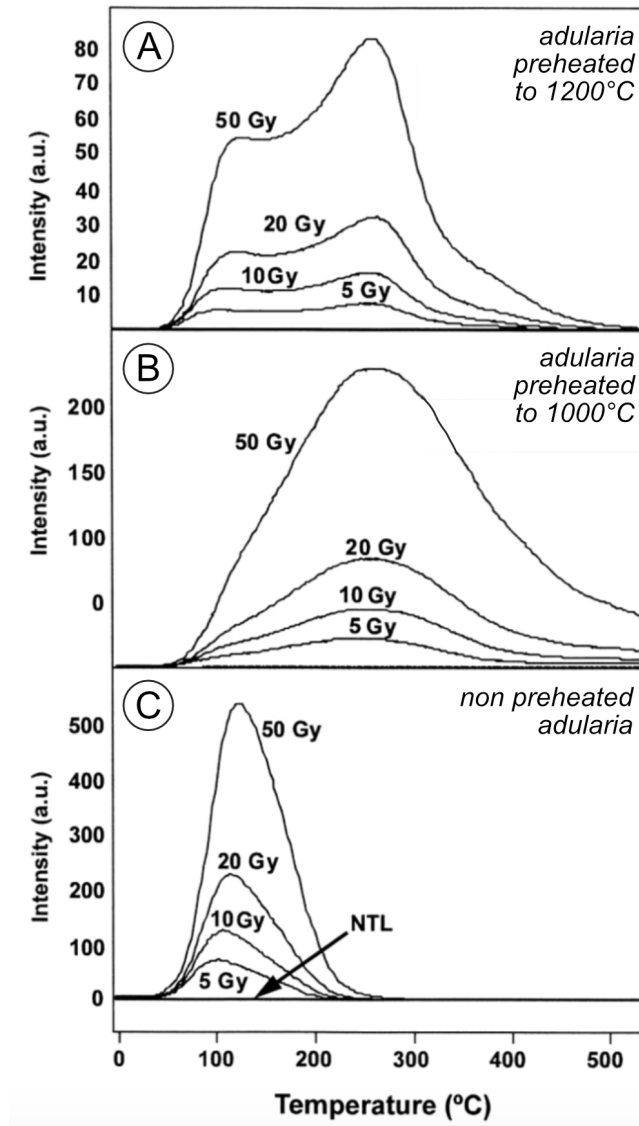 A
adularia
preheated
to 1200°C
Intensity (a.u.)
80
70
60
50
40
30
20
10
50 Gy
20 Gy
10Gy
5 Gy
B
adularia
preheated
to 1000°C
Intensity (a.u.)
200
150
100
0
50 Gy
20 Gy
10 Gy
5 Gy
C
non preheated
adularia
Intensity (a.u.)
500
400
300
200
100
0
50 Gy
20 Gy
10Gy
5 Gy
NTL
0 100 200 300 400 500
Temperature (ºC)